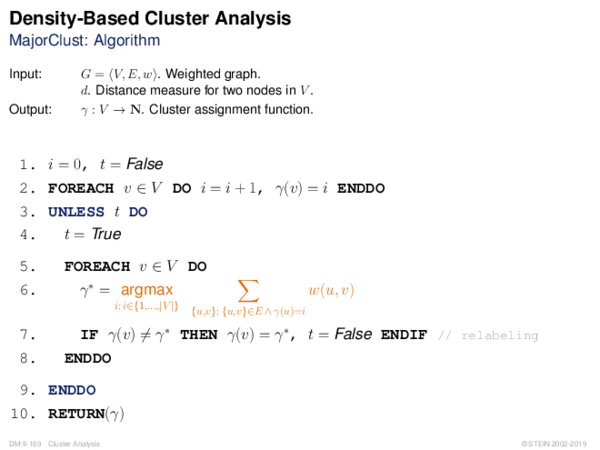 Density-Based Cluster Analysis
MajorClust: Algorithm
Input: G = ⟨V, E, w⟩. Weighted graph.
d. Distance measure for two nodes in V.
Output: γ : V → N. Cluster assignment function.
1. i = 0, t = False
2. FOREACH v ∈ V DO i = i + 1, γ(v) = i ENDDO
3. UNLESS t DO
4. t = True
5. FOREACH v ∈ V DO
6. γ* = argmax ∑ w(u, v)
i: i∈{1,...,|V|} {u,v}: {u,v}∈E ∧ γ(u)=i
7. IF γ(v) ≠ γ* THEN γ(v) = γ*, t = False ENDIF // relabeling
8. ENDDO
9. ENDDO
10. RETURN(γ)
DM:II-169 Cluster Analysis ©STEIN 2002-2019